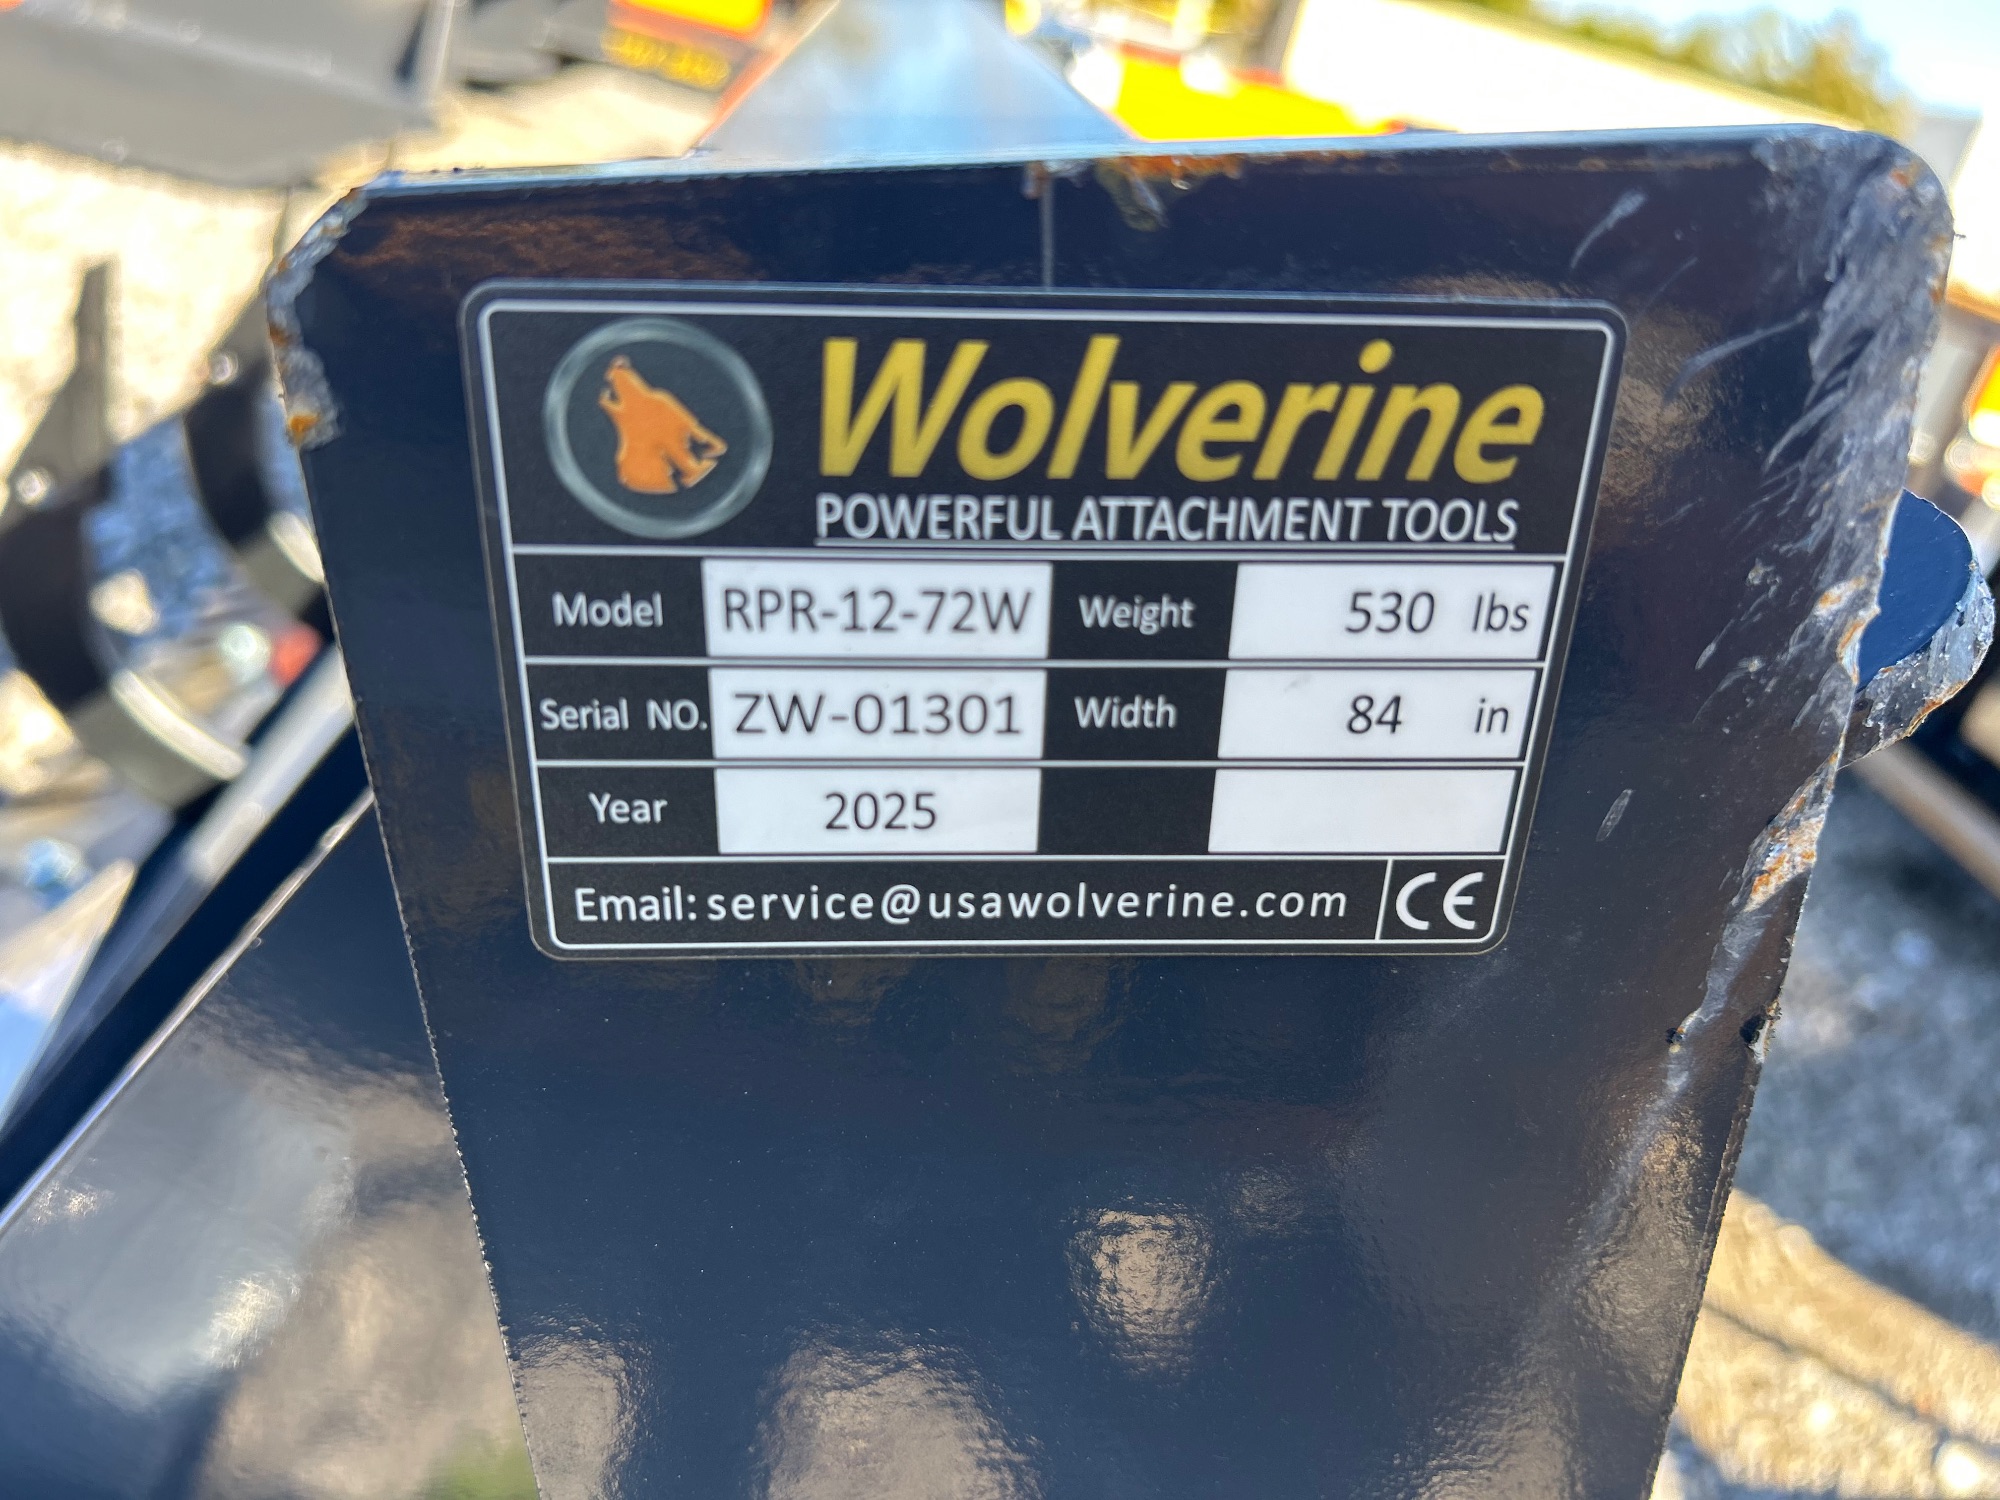 Wolverine
POWERFUL ATTACHMENT TOOLS
Model RPR-12-72W Weight 530 lbs
Serial NO. ZW-01301 Width 84 in
Year 2025
Email: service@usawolverine.com CE